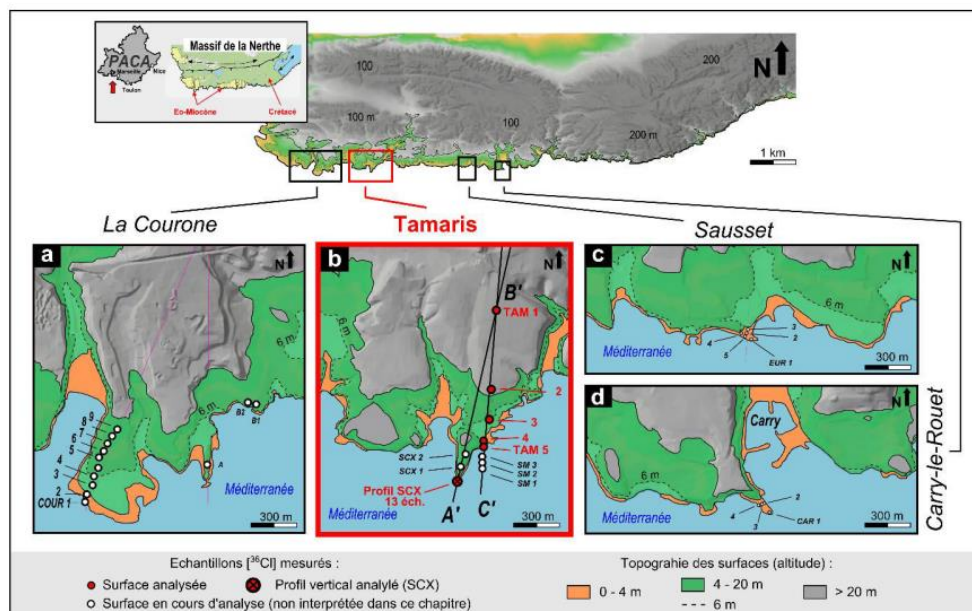 Massif de la Nerthe
PACA
Marseille
Nice
Toulon
Eo-Miocène
Crétacé
100
200
N
100 m
100
200 m
1 km
La Courone
Tamaris
Sausset
Carry-le-Rouet
a
N
6 m
9
8
7
6
5
4
3
2
COUR 1
B2
B1
A
Méditerranée
300 m
b
N
B'
TAM 1
6 m
2
3
4
TAM 5
SCX 2
SCX 1
SM 3
SM 2
SM 1
Profil SCX
13 éch.
A'
C'
Méditerranée
300 m
c
N
6 m
4
3
2
5
EUR 1
Méditerranée
300 m
d
N
Carry
6 m
2
4
3
CAR 1
Méditerranée
300 m
Echantillons [³⁶Cl] mesurés :
Surface analysée
Profil vertical analylé (SCX)
Surface en cours d'analyse (non interprétée dans ce chapitre)
Topograhie des surfaces (altitude) :
0 - 4 m
4 - 20 m
> 20 m
6 m